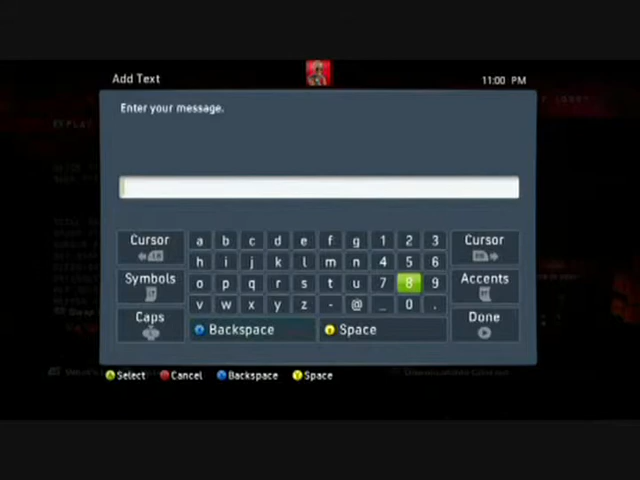 Add Text
11:00 PM
Enter your message.
Cursor a b c d e f g 1 2 3 Cursor
h i j k l m n 4 5 6
Symbols o p q r s t u 7 8 9 Accents
v w x y z - @ _ 0 .
Caps X Backspace Y Space Done
A Select B Cancel X Backspace Y Space